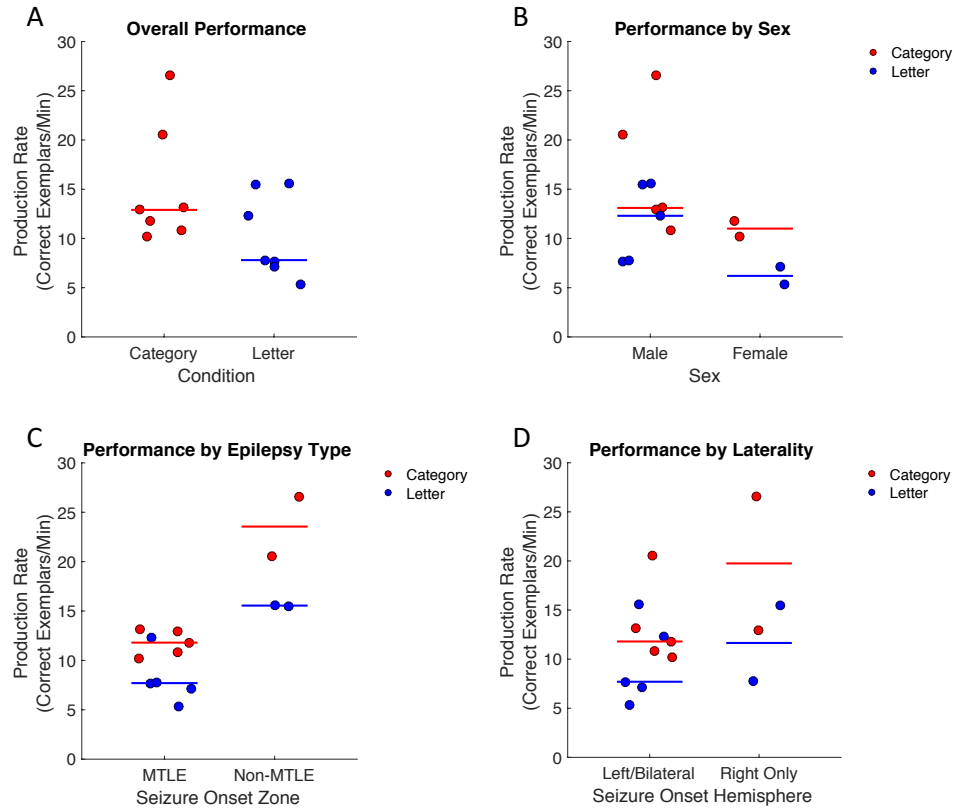 A
Overall Performance
30
25
20
15
10
5
0
Production Rate
(Correct Exemplars/Min)
Category
Letter
Condition
B
Performance by Sex
Category
Letter
30
25
20
15
10
5
0
Production Rate
(Correct Exemplars/Min)
Male
Female
Sex
C
Performance by Epilepsy Type
Category
Letter
30
25
20
15
10
5
0
Production Rate
(Correct Exemplars/Min)
MTLE
Non-MTLE
Seizure Onset Zone
D
Performance by Laterality
Category
Letter
30
25
20
15
10
5
0
Production Rate
(Correct Exemplars/Min)
Left/Bilateral
Right Only
Seizure Onset Hemisphere